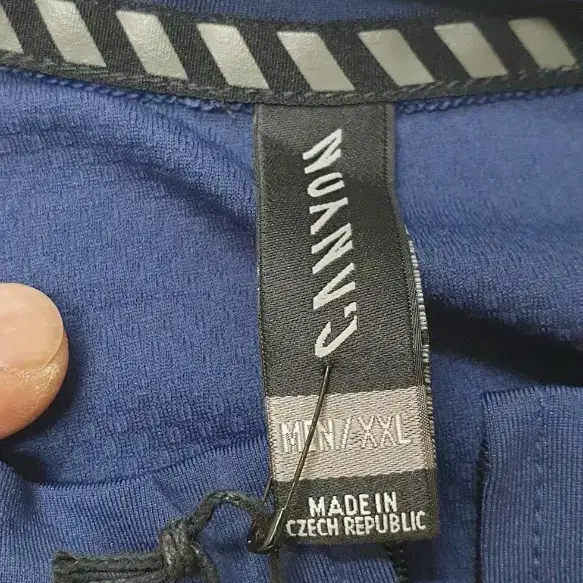 CANYON
MEN/XXL
MADE IN
CZECH REPUBLIC